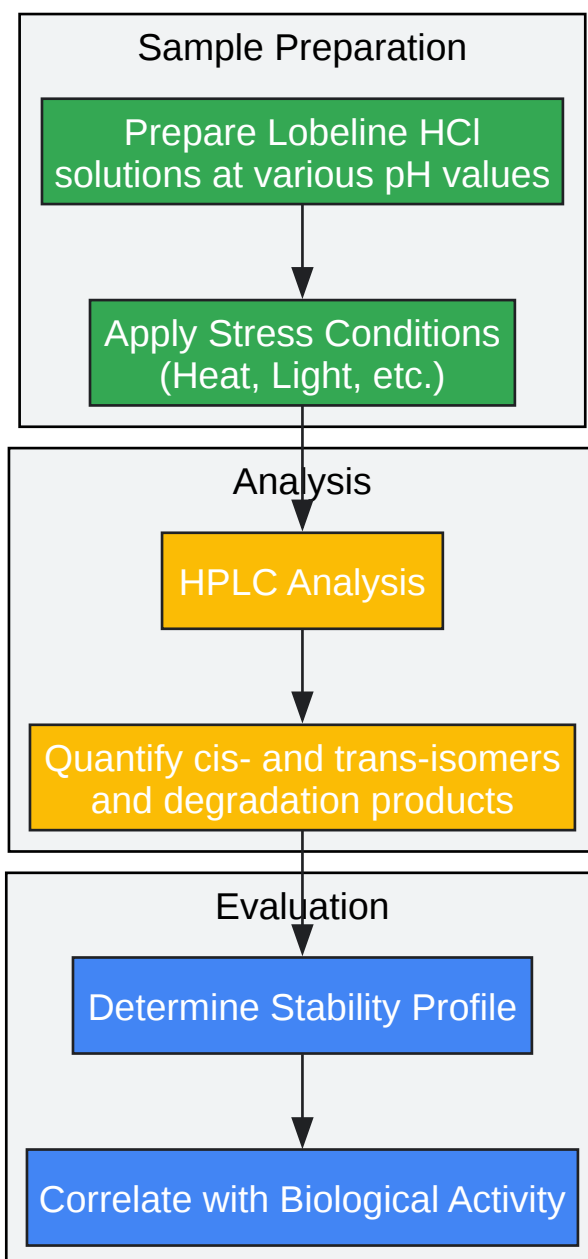 Sample Preparation
Prepare Lobeline HCl
solutions at various pH values
Apply Stress Conditions
(Heat, Light, etc.)
Analysis
HPLC Analysis
Quantify cis- and trans-isomers
and degradation products
Evaluation
Determine Stability Profile
Correlate with Biological Activity